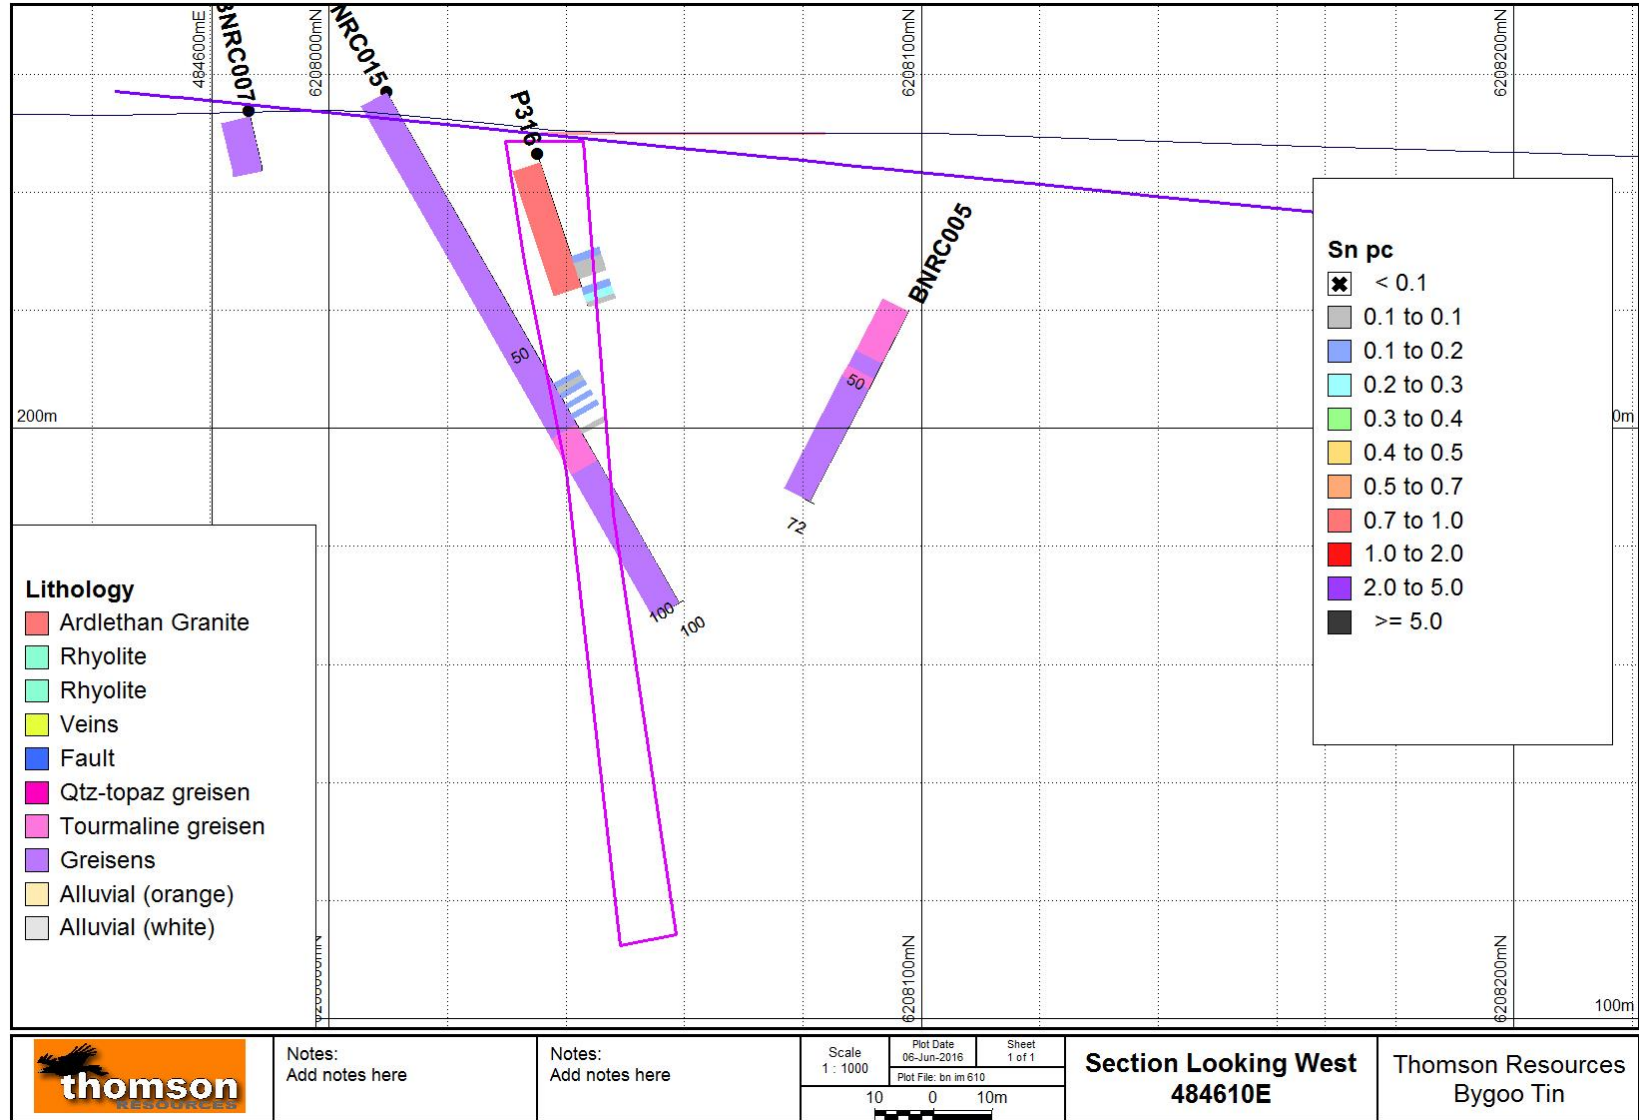 484600mE
BNRC007
6208000mN
NRC015
P316
6208100mN
6208200mN
BNRC005
50
50
72
100
100
200m
0m
100m
6208100mN
6208200mN
Sn pc
< 0.1
0.1 to 0.1
0.1 to 0.2
0.2 to 0.3
0.3 to 0.4
0.4 to 0.5
0.5 to 0.7
0.7 to 1.0
1.0 to 2.0
2.0 to 5.0
>= 5.0
Lithology
Ardlethan Granite
Rhyolite
Rhyolite
Veins
Fault
Qtz-topaz greisen
Tourmaline greisen
Greisens
Alluvial (orange)
Alluvial (white)
thomson
RESOURCES
Notes:
Add notes here
Notes:
Add notes here
Scale
1 : 1000
Plot Date
06-Jun-2016
Sheet
1 of 1
Plot File: bn im 610
10 0 10m
Section Looking West
484610E
Thomson Resources
Bygoo Tin